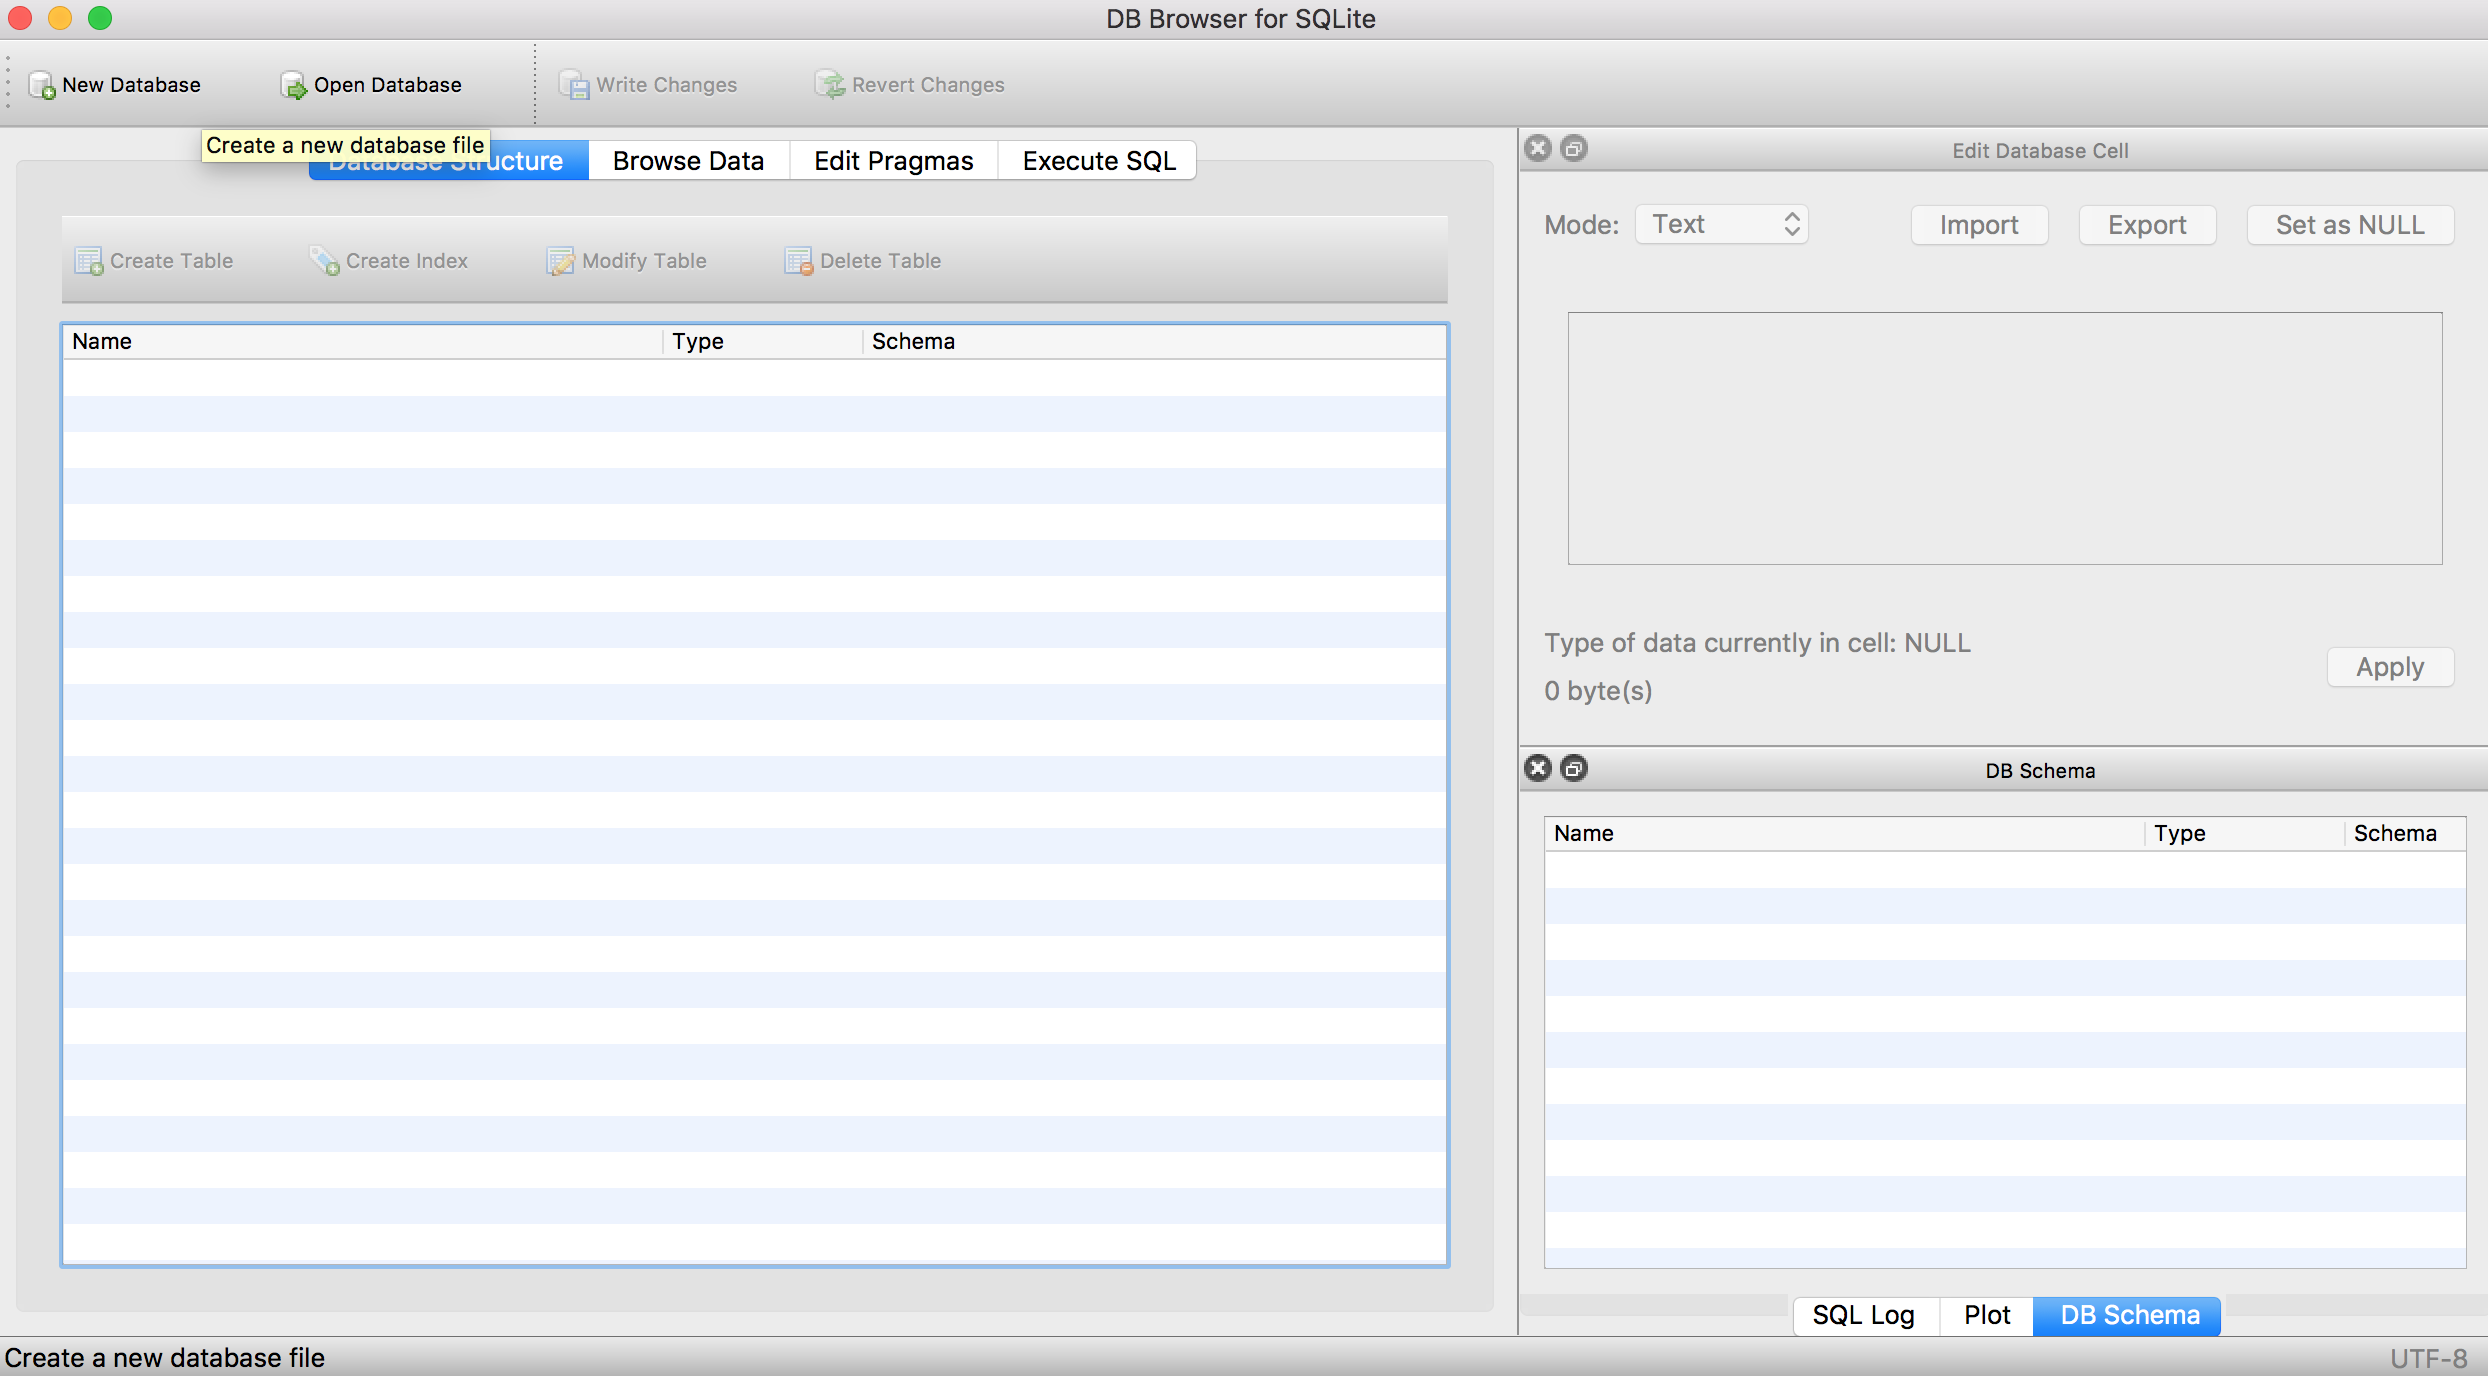 DB Browser for SQLite
New Database Open Database Write Changes Revert Changes
Create a new database file
Database Structure Browse Data Edit Pragmas Execute SQL
Create Table Create Index Modify Table Delete Table
Name Type Schema
Edit Database Cell
Mode: Text Import Export Set as NULL
Type of data currently in cell: NULL
0 byte(s)
Apply
DB Schema
Name Type Schema
SQL Log Plot DB Schema
Create a new database file UTF-8